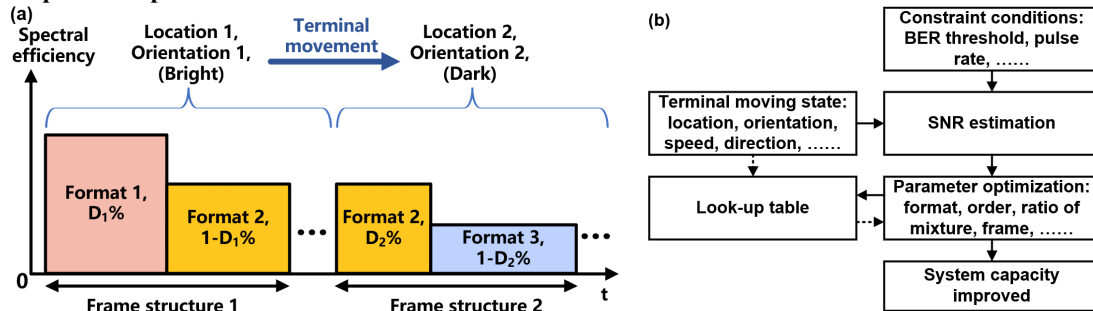 (a)
Spectral
efficiency
Location 1,
Orientation 1,
(Bright)
Terminal
movement
Location 2,
Orientation 2,
(Dark)
Format 1,
D₁%
Format 2,
1-D₁%
•••
Format 2,
D₂%
Format 3,
1-D₂%
•••
0
t
Frame structure 1
Frame structure 2
(b)
Constraint conditions:
BER threshold, pulse
rate, ……
Terminal moving state:
location, orientation,
speed, direction, ……
SNR estimation
Look-up table
Parameter optimization:
format, order, ratio of
mixture, frame, ……
System capacity
improved